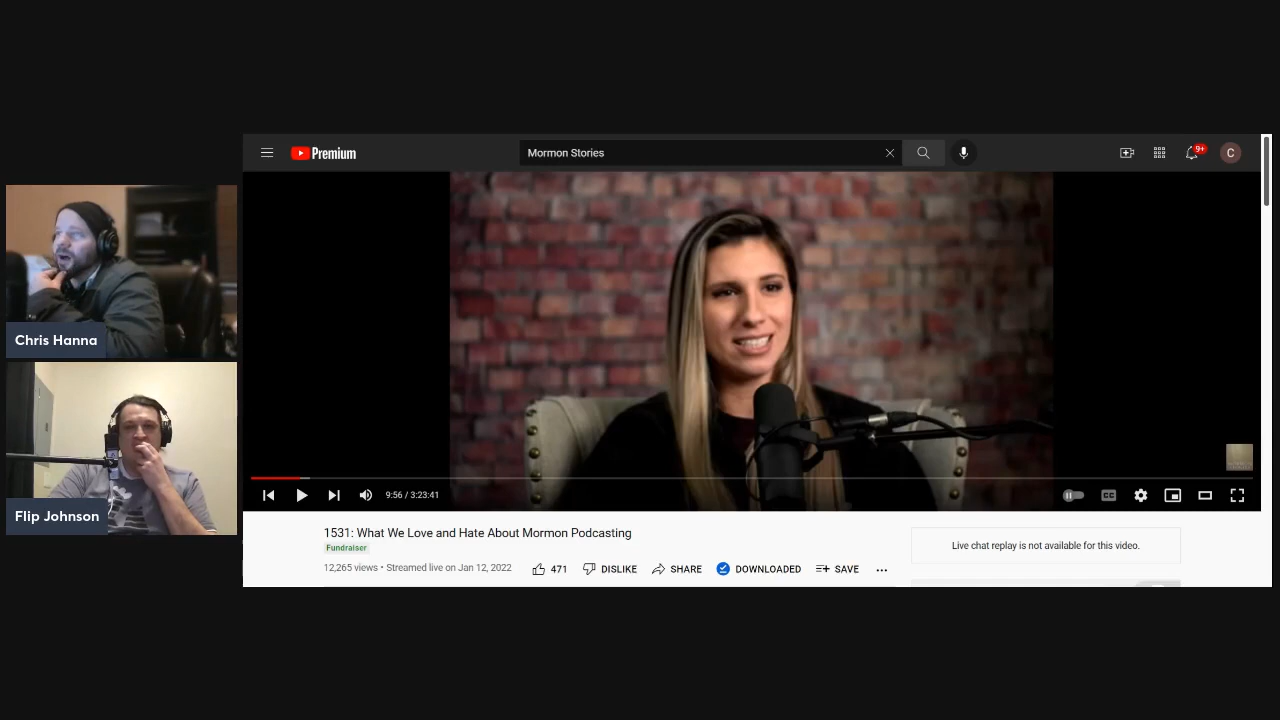 Premium
Mormon Stories
9+
C
Chris Hanna
Flip Johnson
9:56 / 3:23:41
CC
1531: What We Love and Hate About Mormon Podcasting
Fundraiser
12,265 views • Streamed live on Jan 12, 2022
471
DISLIKE
SHARE
DOWNLOADED
SAVE
Live chat replay is not available for this video.